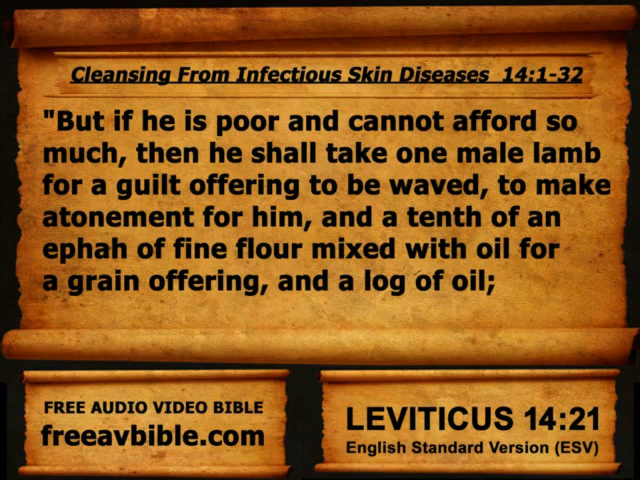 Cleansing From Infectious Skin Diseases 14:1-32
"But if he is poor and cannot afford so
much, then he shall take one male lamb
for a guilt offering to be waved, to make
atonement for him, and a tenth of an
ephah of fine flour mixed with oil for
a grain offering, and a log of oil;
FREE AUDIO VIDEO BIBLE
freeavbible.com
LEVITICUS 14:21
English Standard Version (ESV)